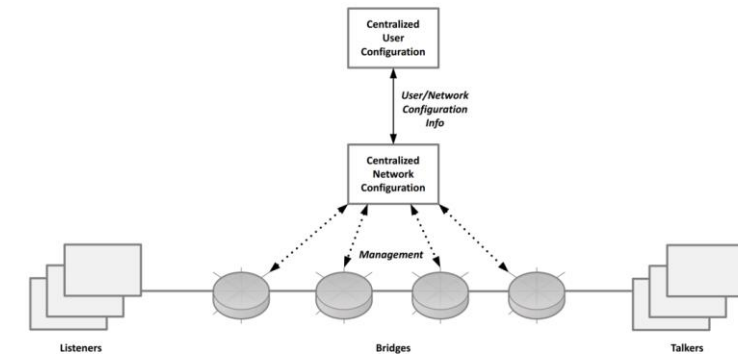 Centralized
User
Configuration
User/Network
Configuration
Info
Centralized
Network
Configuration
Management
Listeners
Bridges
Talkers